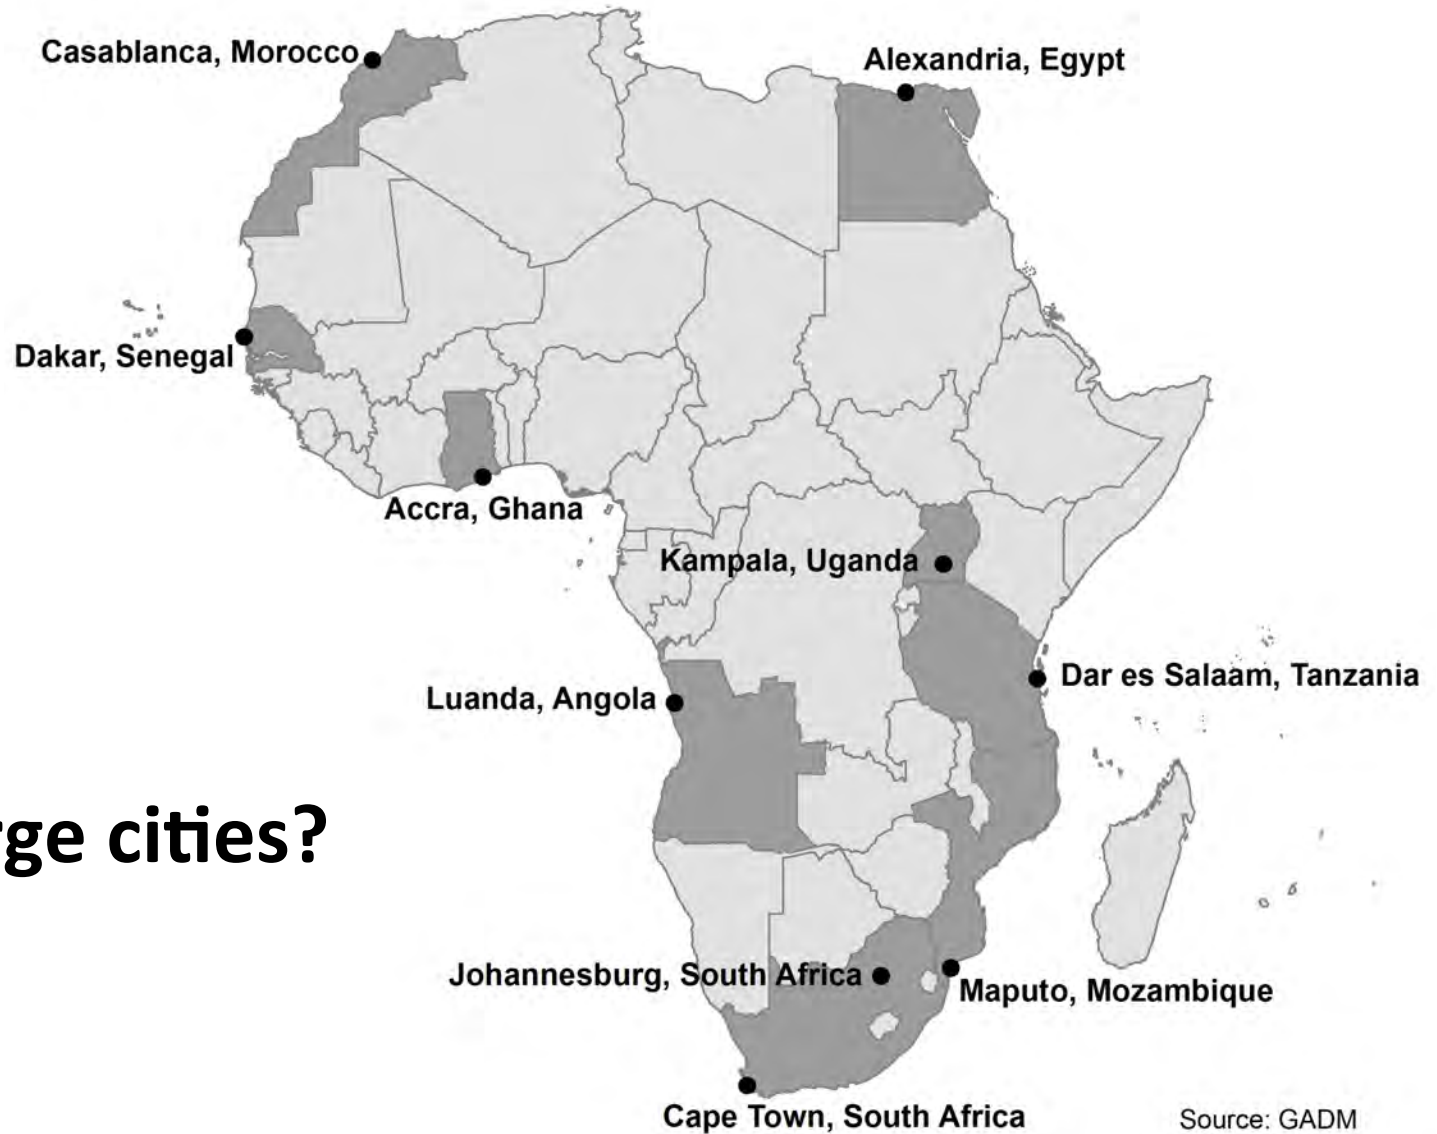 Casablanca, Morocco
Alexandria, Egypt
Dakar, Senegal
Accra, Ghana
Kampala, Uganda
Dar es Salaam, Tanzania
Luanda, Angola
cities?
Johannesburg, South Africa
Maputo, Mozambique
Cape Town, South Africa
Source: GADM